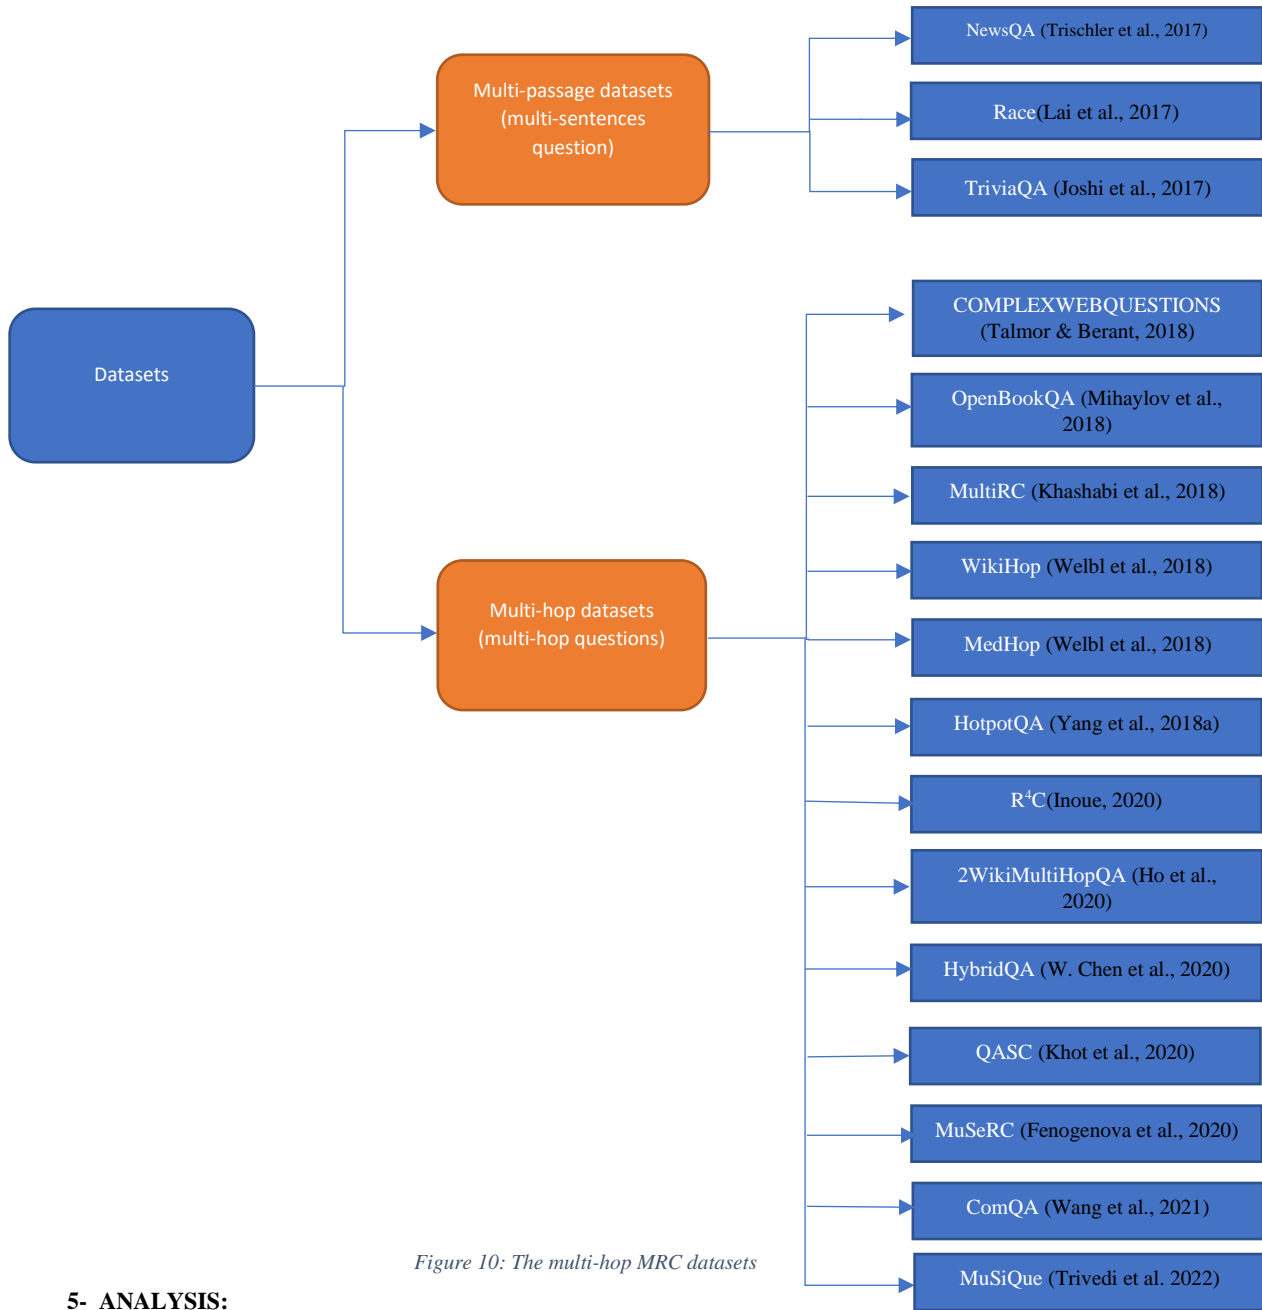 NewsQA (Trischler et al., 2017)
Multi-passage datasets
(multi-sentences
question)
Race(Lai et al., 2017)
TriviaQA (Joshi et al., 2017)
Datasets
COMPLEXWEBQUESTIONS
(Talmor & Berant, 2018)
OpenBookQA (Mihaylov et al.,
2018)
MultiRC (Khashabi et al., 2018)
WikiHop (Welbl et al., 2018)
Multi-hop datasets
(multi-hop questions)
MedHop (Welbl et al., 2018)
HotpotQA (Yang et al., 2018a)
R⁴C(Inoue, 2020)
2WikiMultiHopQA (Ho et al.,
2020)
HybridQA (W. Chen et al., 2020)
QASC (Khot et al., 2020)
MuSeRC (Fenogenova et al., 2020)
ComQA (Wang et al., 2021)
MuSiQue (Trivedi et al. 2022)
Figure 10: The multi-hop MRC datasets
5- ANALYSIS: